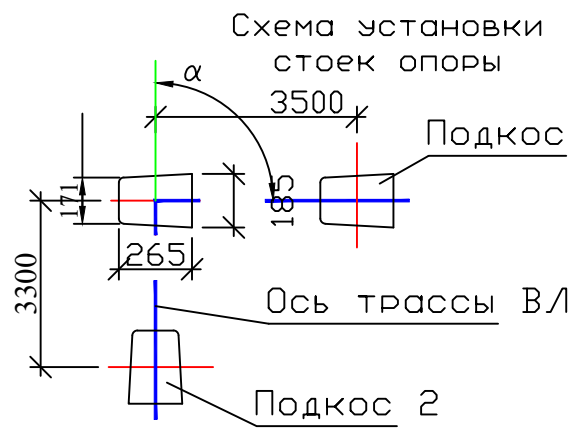 Схема установки
стоек опоры
α
3500
Подкос
171
185
265
3300
Ось трассы ВЛ
Подкос 2